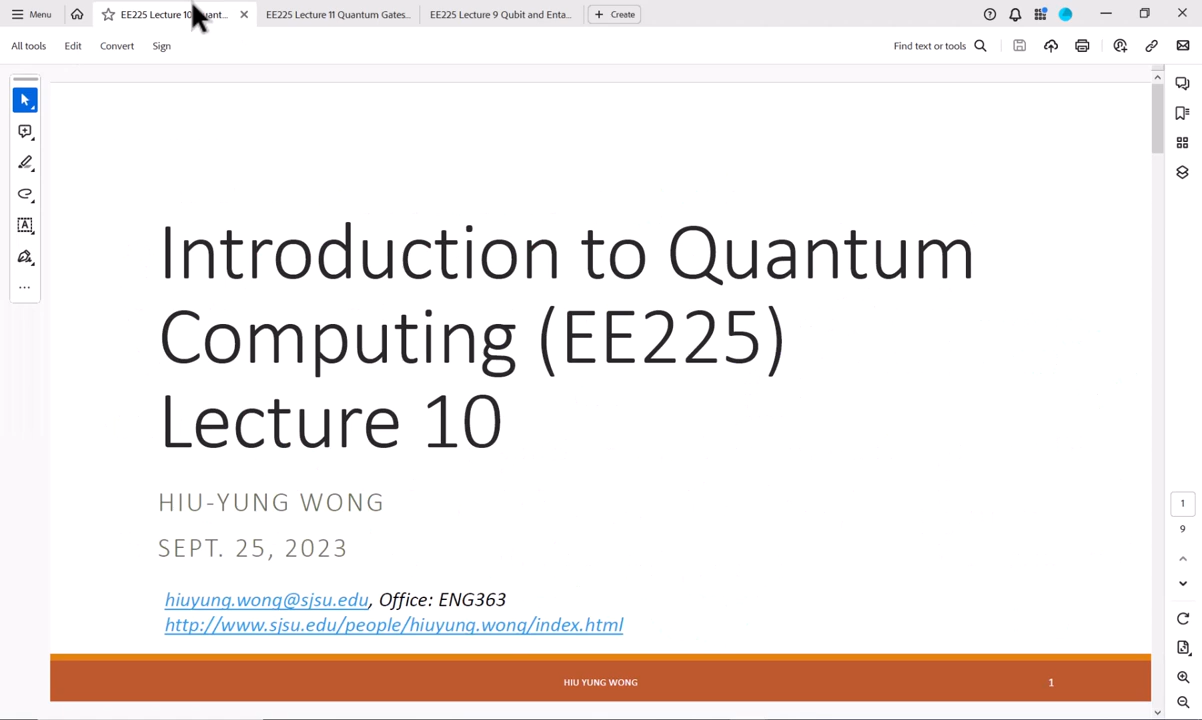 Menu
EE225 Lecture 10
EE225 Lecture 11 Quantum Gates...
EE225 Lecture 9 Qubit and Enta...
Create
All tools
Edit
Convert
Sign
Find text or tools
Introduction to Quantum
Computing (EE225)
Lecture 10
HIU-YUNG WONG
SEPT. 25, 2023
hiuyung.wong@sjsu.edu, Office: ENG363
http://www.sjsu.edu/people/hiuyung.wong/index.html
HIU YUNG WONG
1
1
9